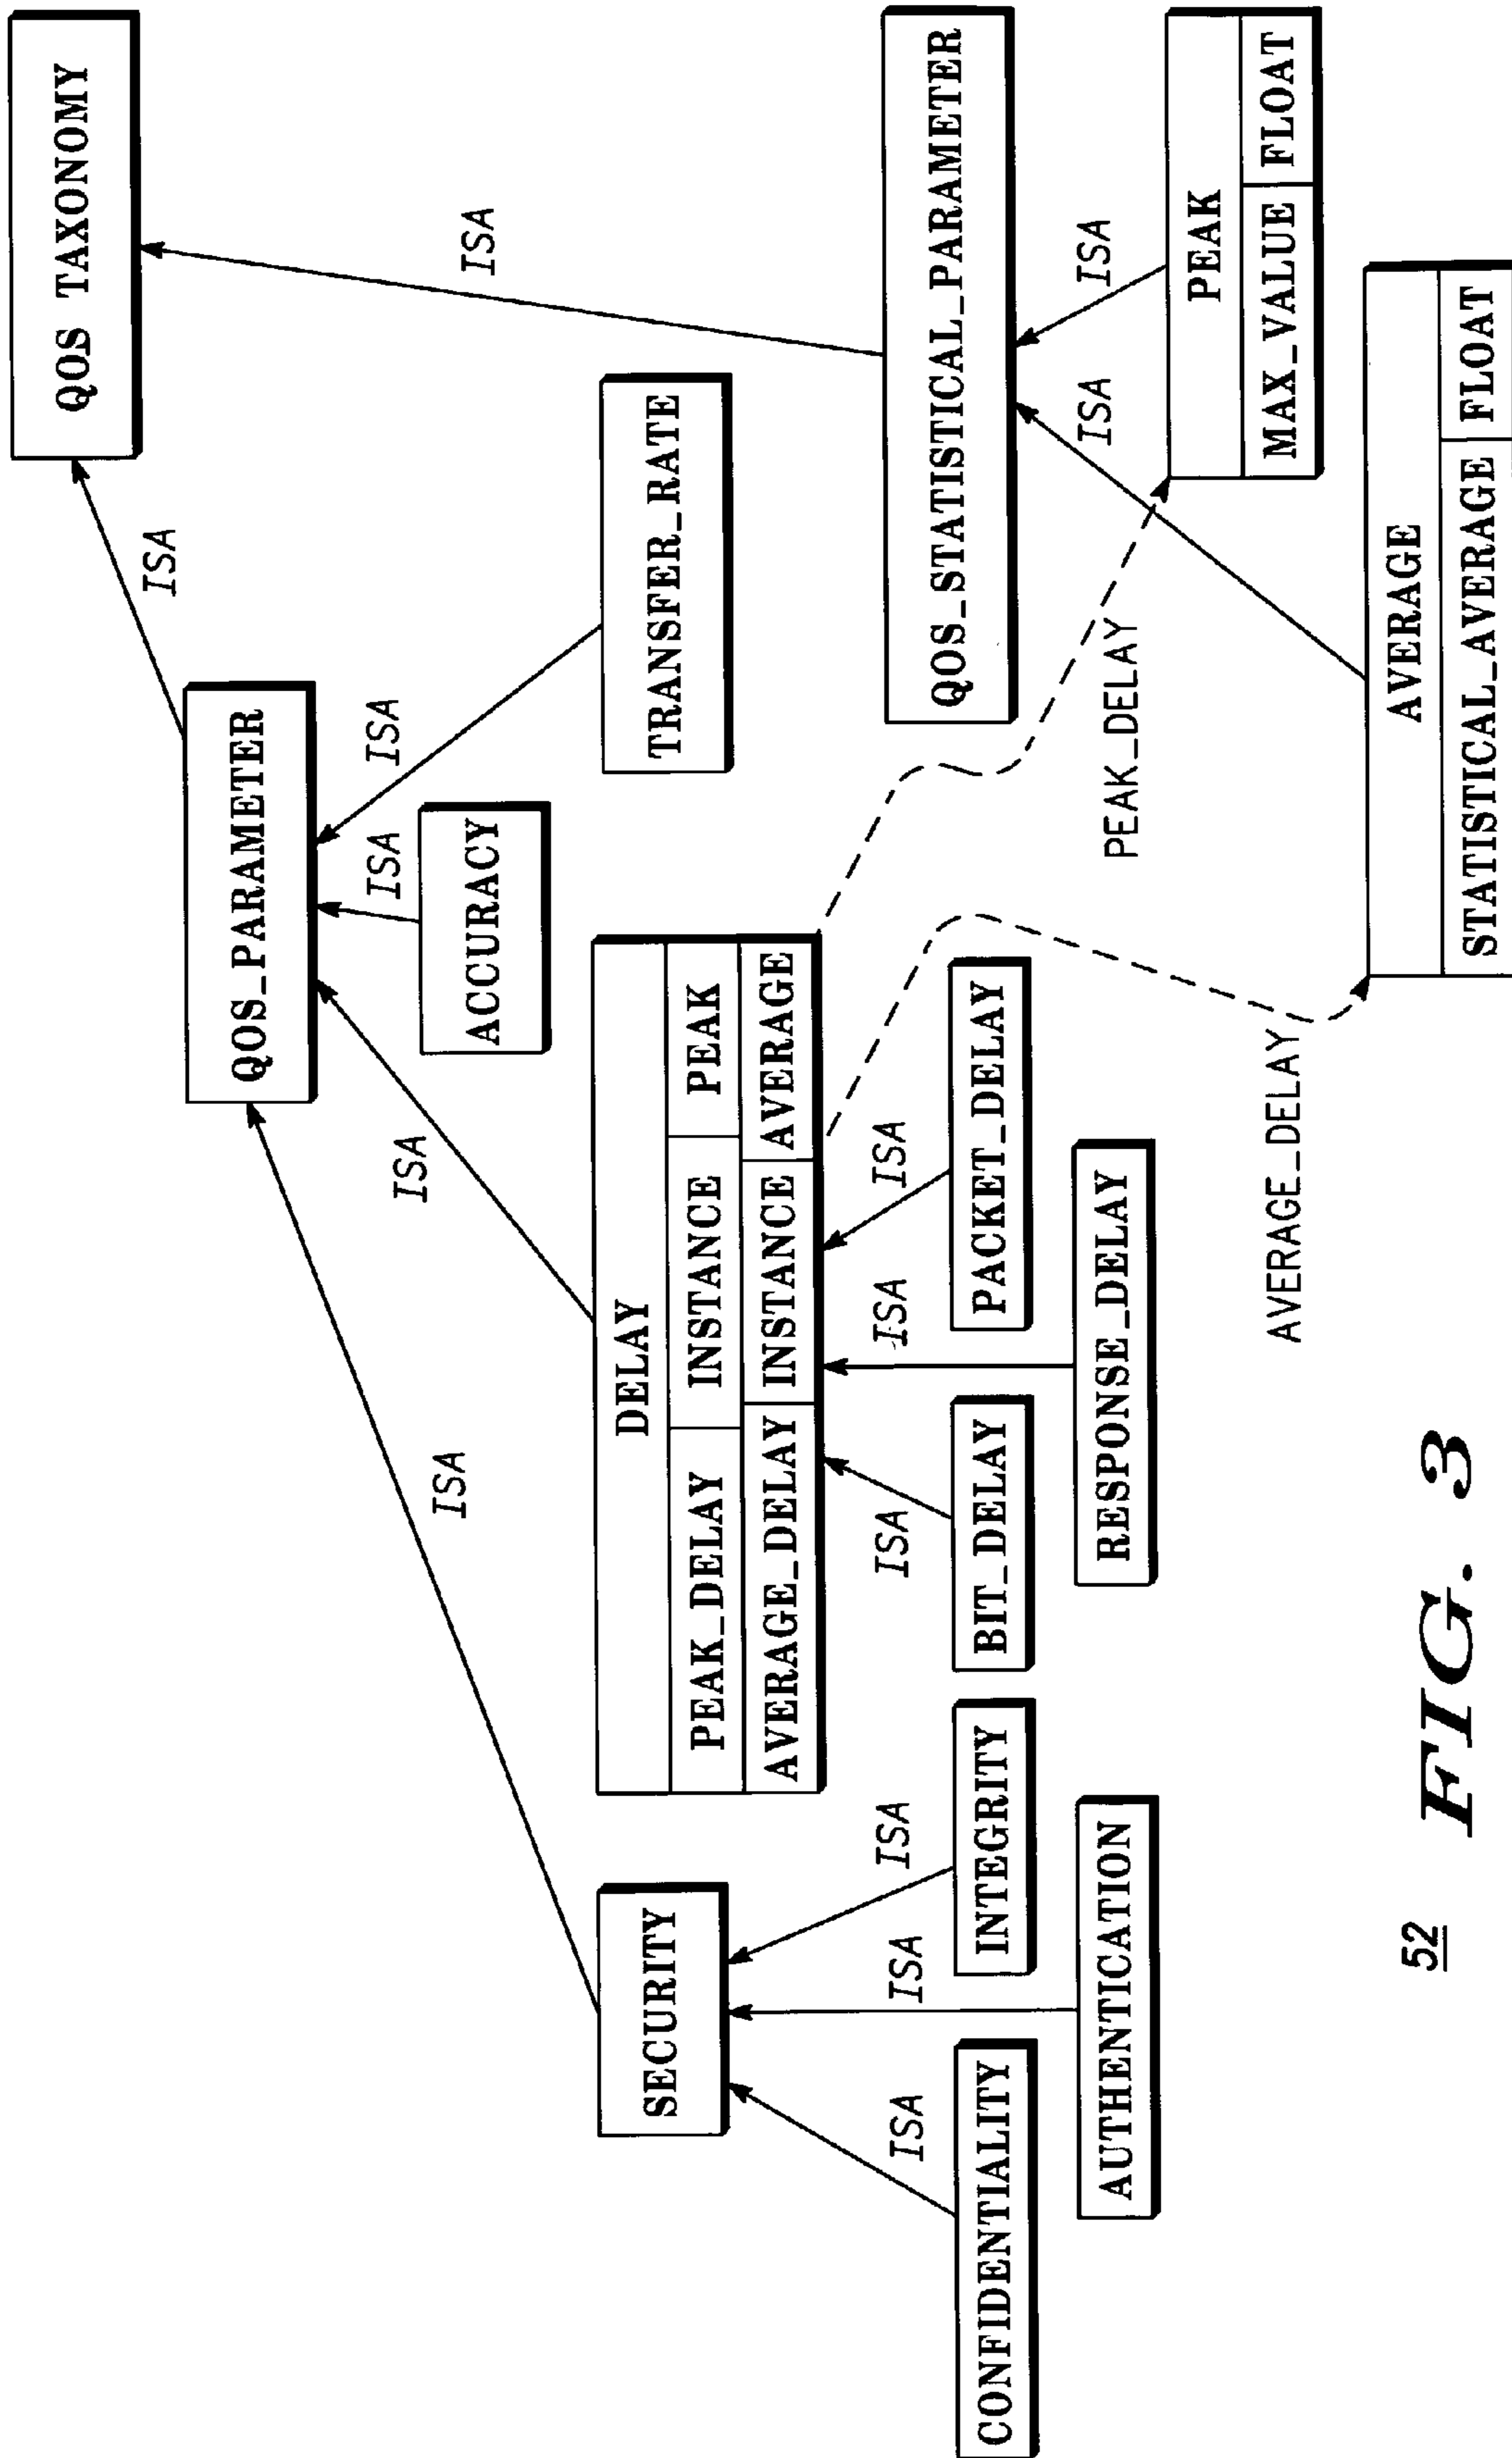 QOS TAXONOMY
ISA
ISA
QOS_PARAMETER
ISA
ISA
ISA
ISA
ACCURACY
TRANSFER_RATE
SECURITY
DELAY
PEAK_DELAY INSTANCE PEAK
AVERAGE_DELAY INSTANCE AVERAGE
QOS_STATISTICAL_PARAMETER
ISA
ISA
ISA
ISA
ISA
ISA
ISA
ISA
CONFIDENTIALITY
INTEGRITY
BIT_DELAY
PACKET_DELAY
AUTHENTICATION
RESPONSE_DELAY
PEAK_DELAY
PEAK
MAX_VALUE FLOAT
AVERAGE_DELAY
AVERAGE
STATISTICAL_AVERAGE FLOAT
52
FIG. 3